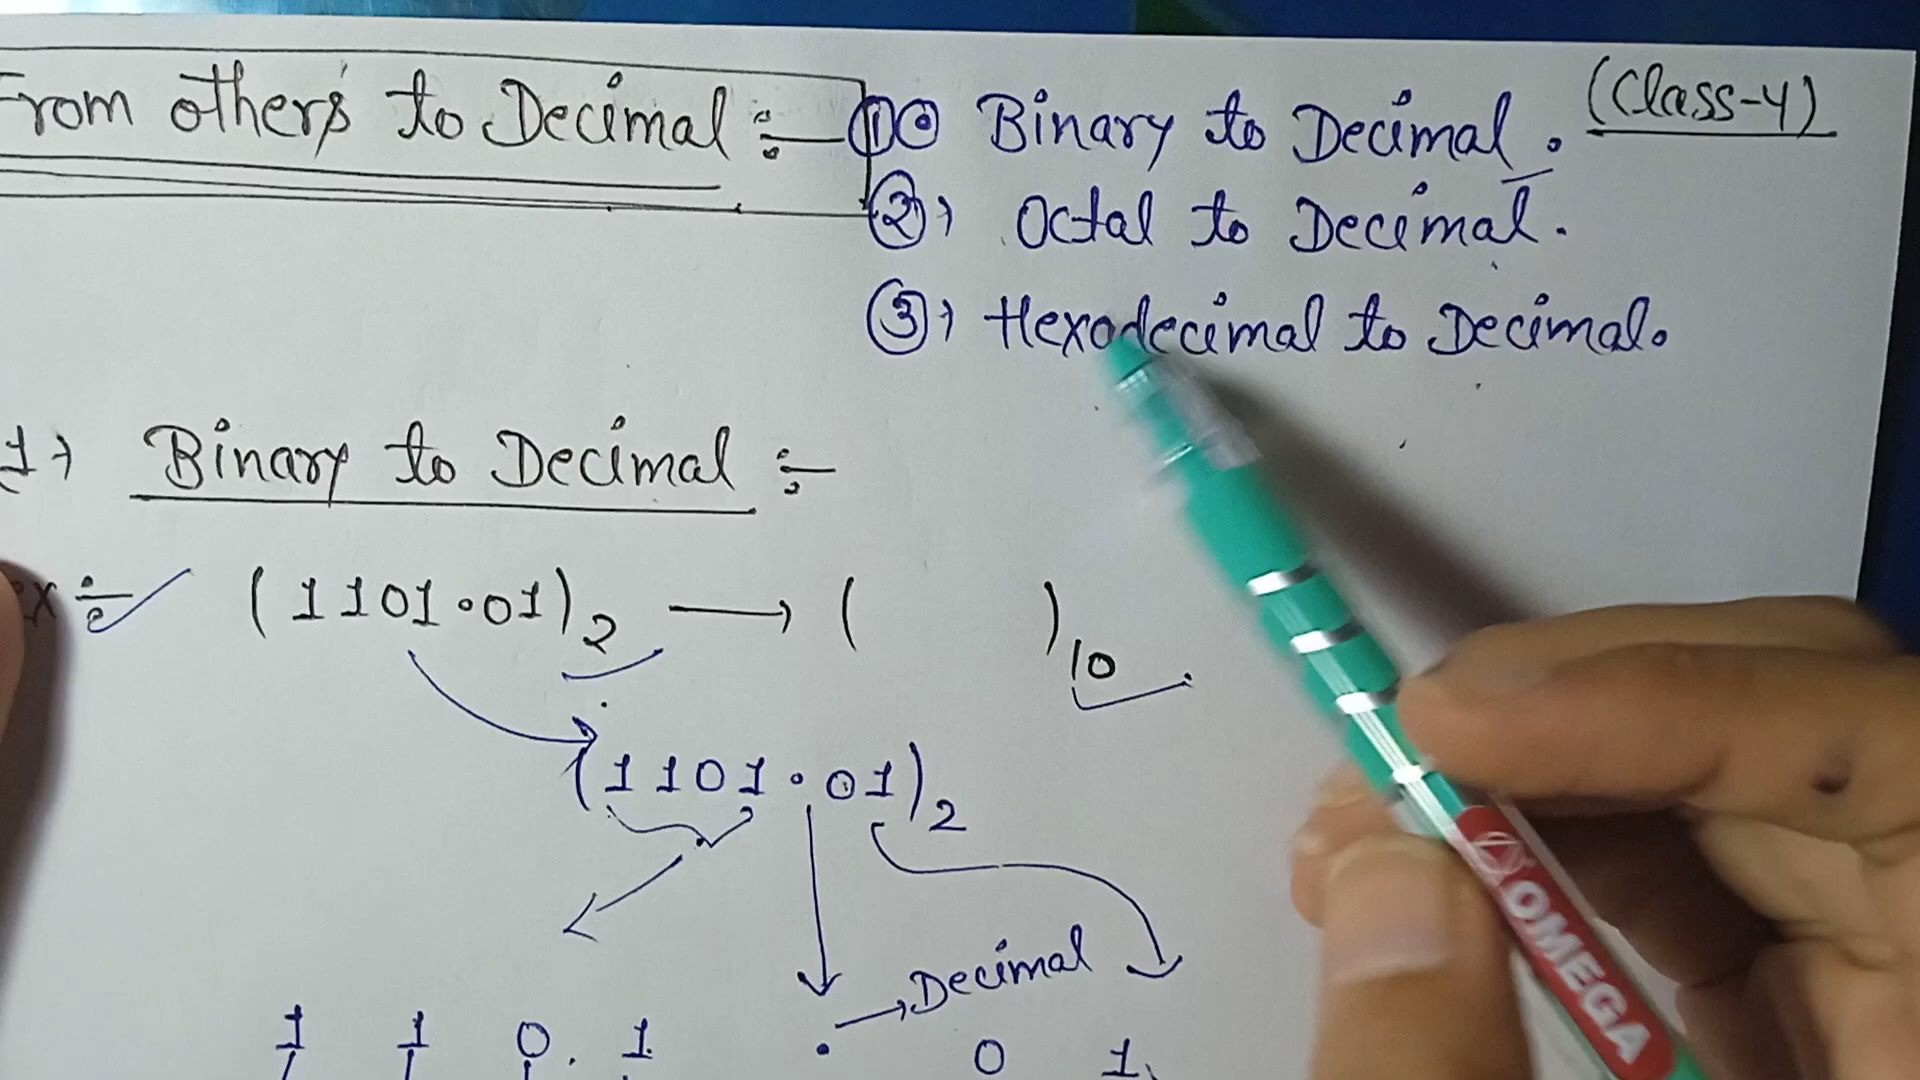 From others to Decimal :-
(Class-4)
① Binary to Decimal.
② Octal to Decimal.
③ Hexadecimal to Decimal.
1) Binary to Decimal :-
ex :- (1101.01)2 → ( )10
(1101.01)2
Decimal
1 1 0 1 . 0 1
OMEGA